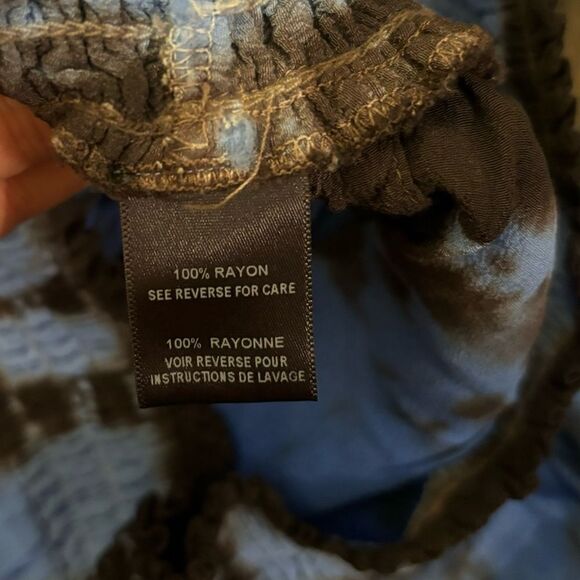 100% RAYON
SEE REVERSE FOR CARE
100% RAYONNE
VOIR REVERSE POUR
INSTRUCTIONS DE LAVAGE